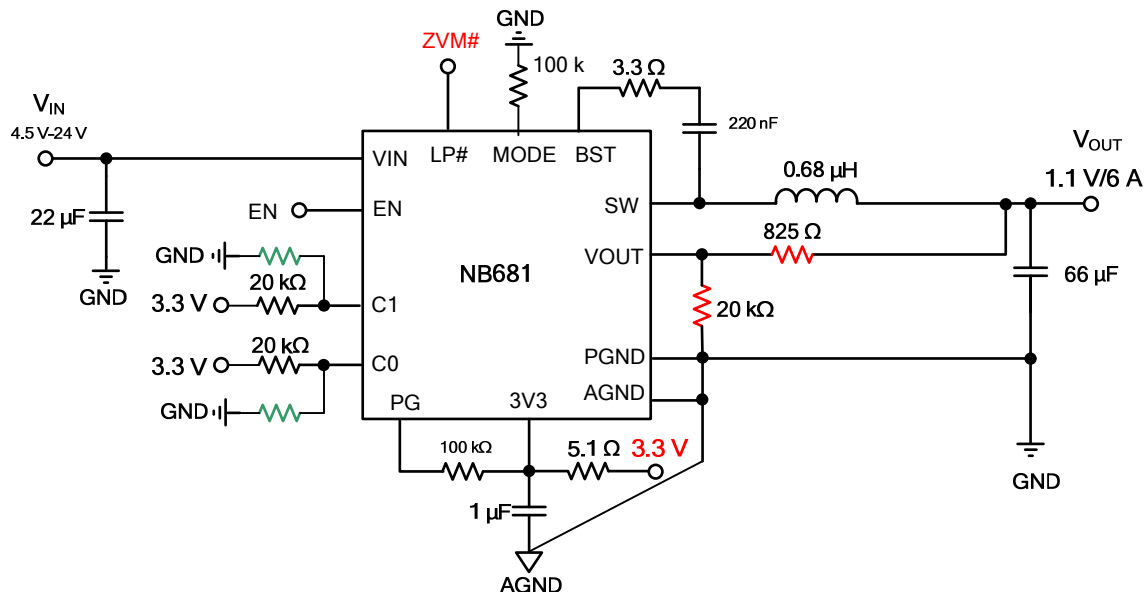 GND
ZVM#
100 k
3.3 Ω
220 nF
VIN
4.5 V-24 V
22 µF
GND
VIN
LP#
MODE
BST
VOUT
1.1 V/6 A
SW
0.68 µH
EN
EN
GND
20 kΩ
3.3 V
C1
NB681
VOUT
825 Ω
20 kΩ
66 µF
20 kΩ
3.3 V
C0
GND
PGND
AGND
PG
3V3
100 kΩ
5.1 Ω
3.3 V
1 µF
AGND
GND